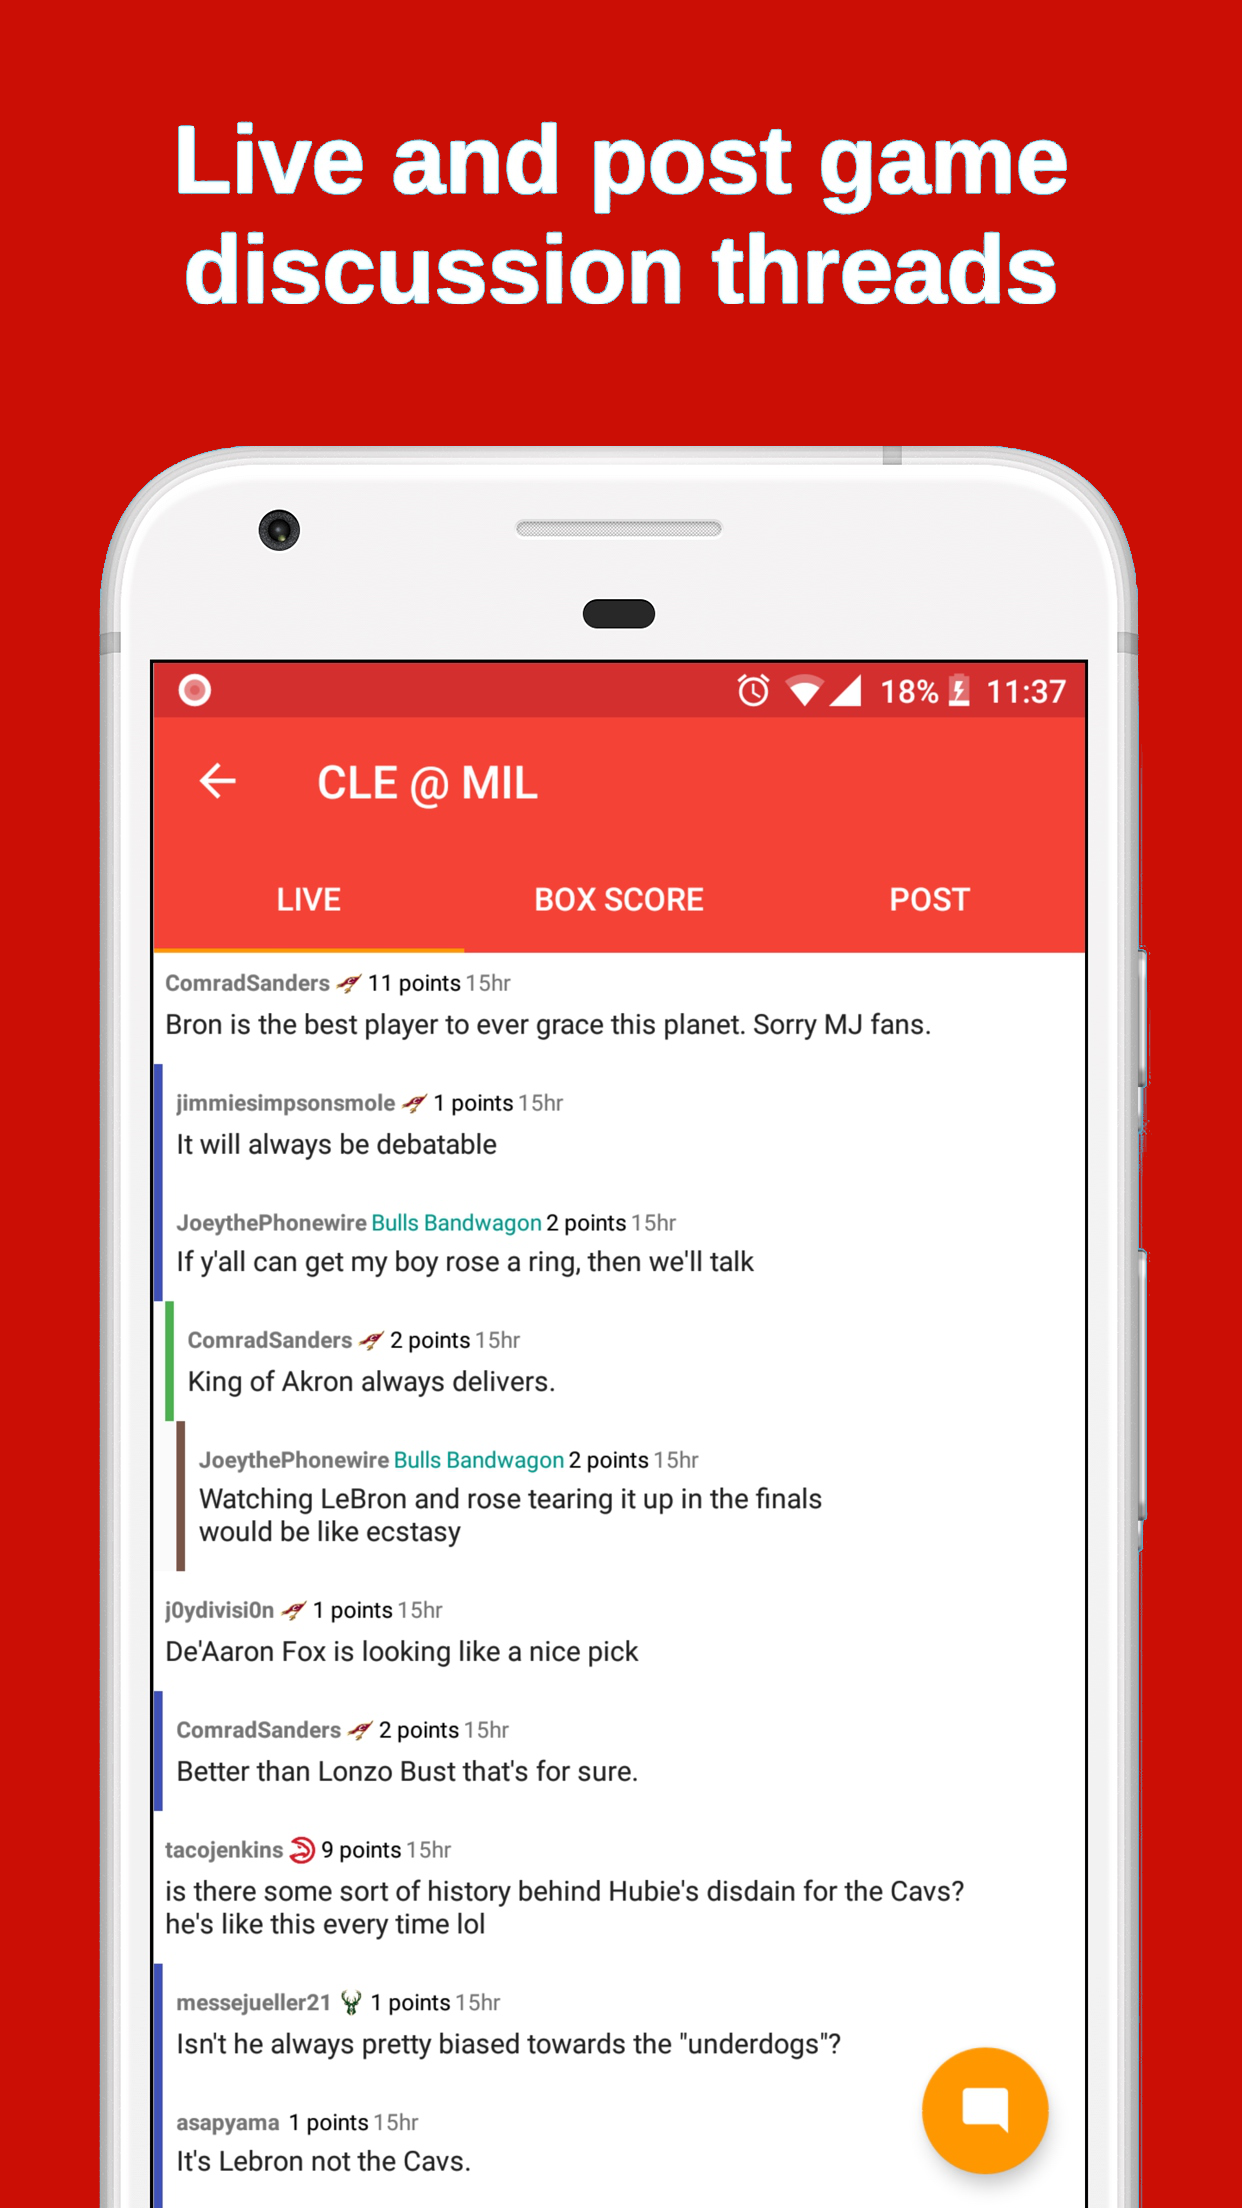 Live and post game
discussion threads
18% 11:37
CLE @ MIL
LIVE BOX SCORE POST
ComradSanders 11 points 15hr
Bron is the best player to ever grace this planet. Sorry MJ fans.
jimmiesimpsonsmole 1 points 15hr
It will always be debatable
JoeythePhonewire Bulls Bandwagon 2 points 15hr
If y'all can get my boy rose a ring, then we'll talk
ComradSanders 2 points 15hr
King of Akron always delivers.
JoeythePhonewire Bulls Bandwagon 2 points 15hr
Watching LeBron and rose tearing it up in the finals
would be like ecstasy
j0ydivisi0n 1 points 15hr
De'Aaron Fox is looking like a nice pick
ComradSanders 2 points 15hr
Better than Lonzo Bust that's for sure.
tacojenkins 9 points 15hr
is there some sort of history behind Hubie's disdain for the Cavs?
he's like this every time lol
messejueller21 1 points 15hr
Isn't he always pretty biased towards the "underdogs"?
asapyama 1 points 15hr
It's Lebron not the Cavs.